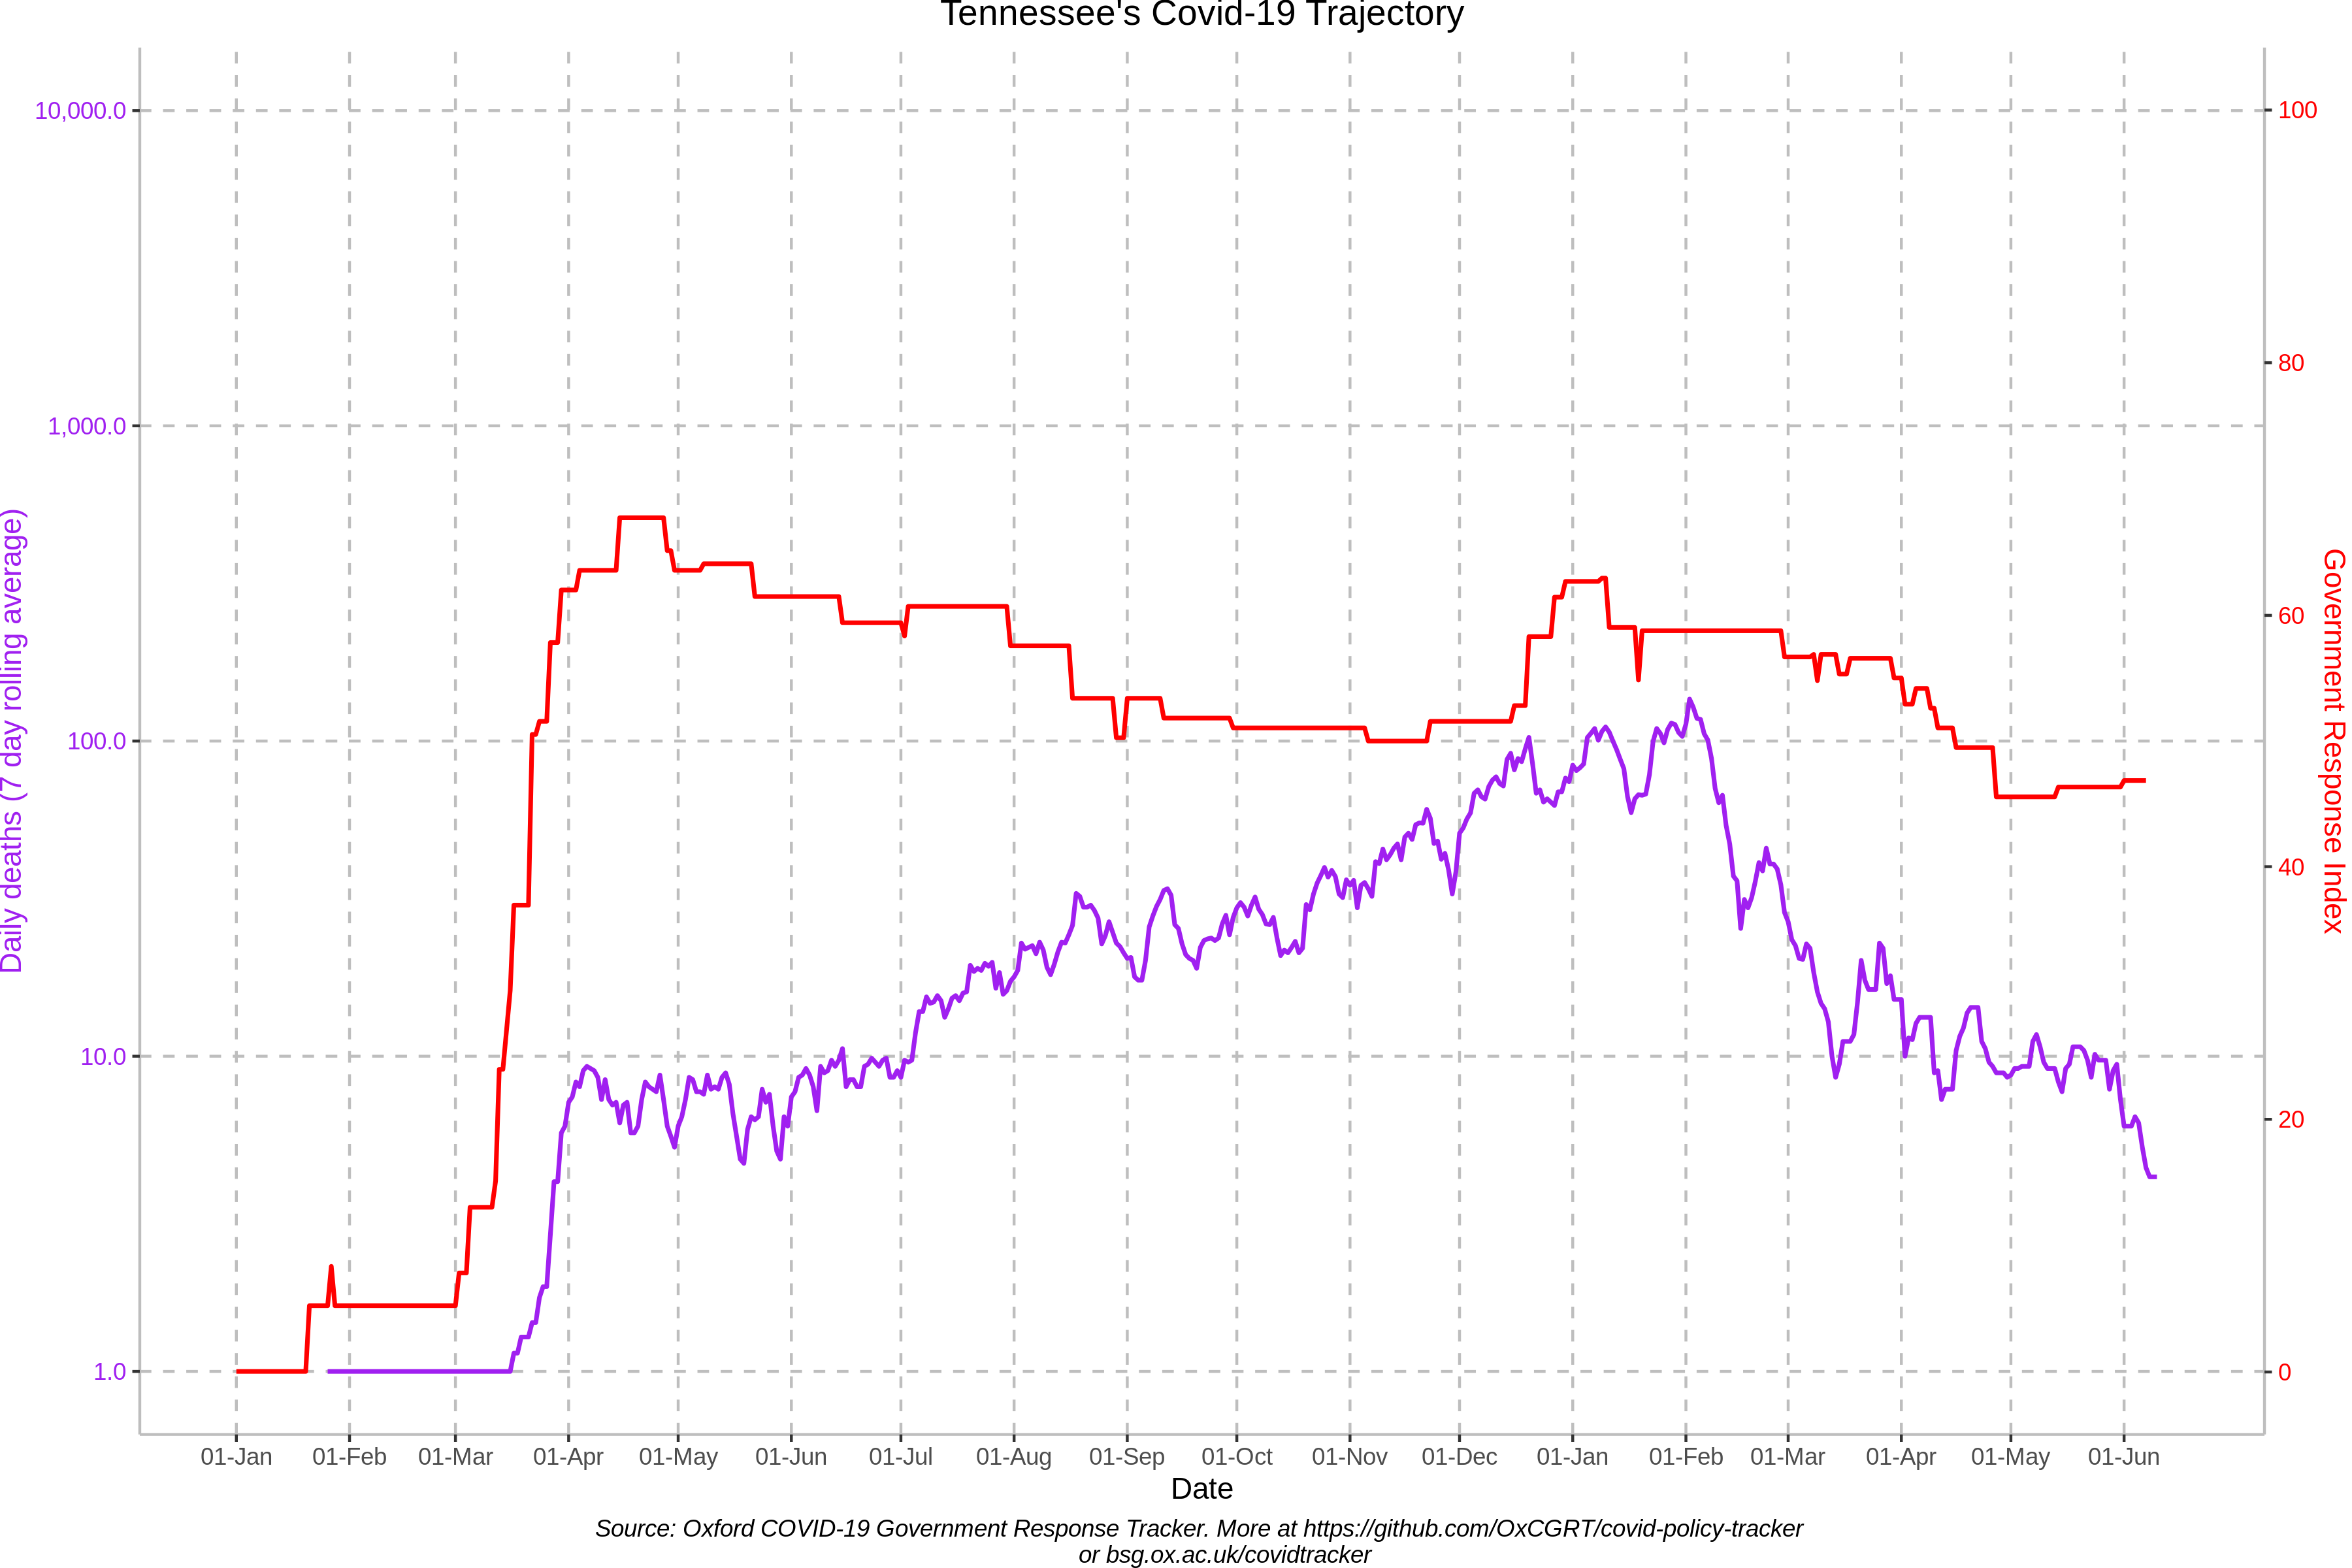 Tennessee's Covid-19 Trajectory
10,000.0
1,000.0
100.0
10.0
1.0
Daily deaths (7 day rolling average)
100
80
60
40
20
0
Government Response Index
01-Jan 01-Feb 01-Mar 01-Apr 01-May 01-Jun 01-Jul 01-Aug 01-Sep 01-Oct 01-Nov 01-Dec 01-Jan 01-Feb 01-Mar 01-Apr 01-May 01-Jun
Date
Source: Oxford COVID-19 Government Response Tracker. More at https://github.com/OxCGRT/covid-policy-tracker
or bsg.ox.ac.uk/covidtracker